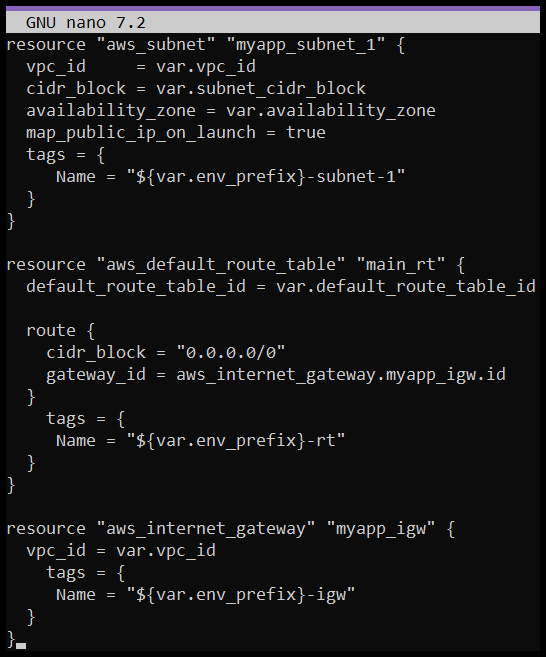 GNU nano 7.2
resource "aws_subnet" "myapp_subnet_1" {
  vpc_id     = var.vpc_id
  cidr_block = var.subnet_cidr_block
  availability_zone = var.availability_zone
  map_public_ip_on_launch = true
  tags = {
     Name = "${var.env_prefix}-subnet-1"
  }
}

resource "aws_default_route_table" "main_rt" {
  default_route_table_id = var.default_route_table_id

  route {
    cidr_block = "0.0.0.0/0"
    gateway_id = aws_internet_gateway.myapp_igw.id
  }
    tags = {
     Name = "${var.env_prefix}-rt"
  }
}

resource "aws_internet_gateway" "myapp_igw" {
  vpc_id = var.vpc_id
    tags = {
     Name = "${var.env_prefix}-igw"
  }
}